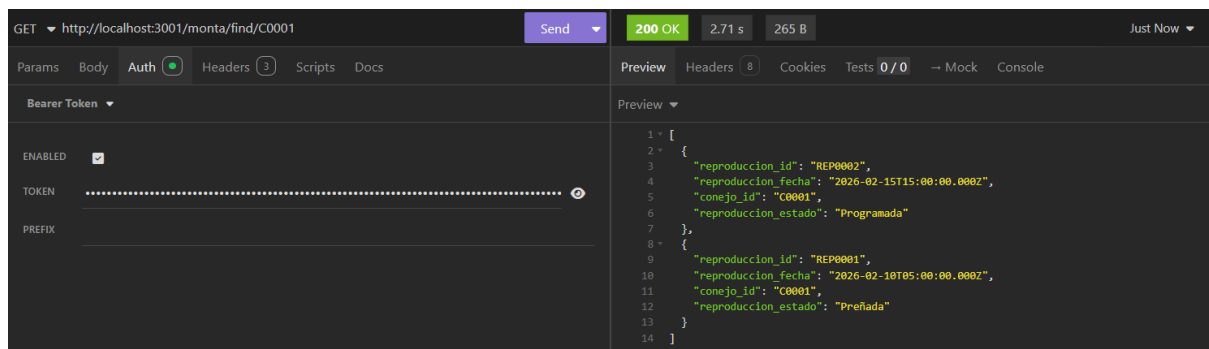 GET http://localhost:3001/monta/find/C0001 Send 200 OK 2.71 s 265 B Just Now
Params Body Auth Headers 3 Scripts Docs Preview Headers 8 Cookies Tests 0 / 0 → Mock Console
Bearer Token
Preview
ENABLED
TOKEN ••••••••••••••••••••••••••••••••••••••••••••••••••••••••••••••••••••••••••••••••••••••••
PREFIX
1 [
2 {
3 "reproduccion_id": "REP0002",
4 "reproduccion_fecha": "2026-02-15T15:00:00.000Z",
5 "conejo_id": "C0001",
6 "reproduccion_estado": "Programada"
7 },
8 {
9 "reproduccion_id": "REP0001",
10 "reproduccion_fecha": "2026-02-10T05:00:00.000Z",
11 "conejo_id": "C0001",
12 "reproduccion_estado": "Preñada"
13 }
14 ]